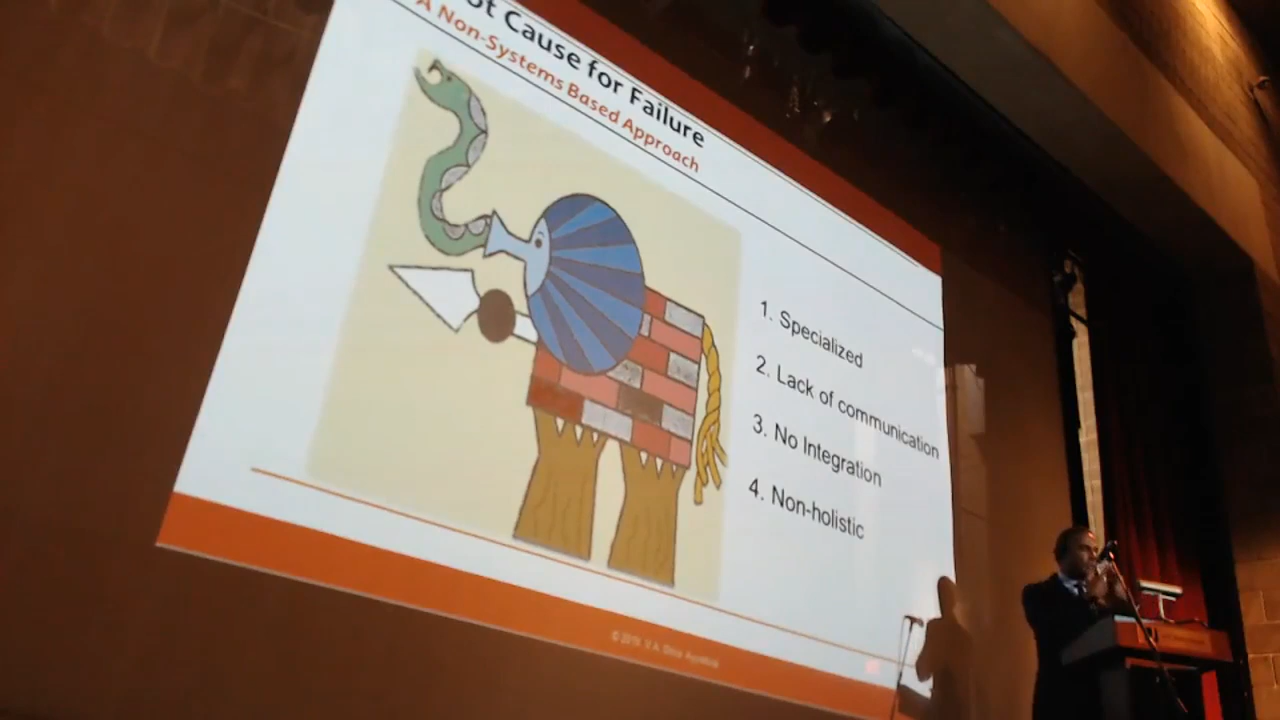 ot Cause for Failure
A Non-Systems Based Approach
1. Specialized
2. Lack of communication
3. No Integration
4. Non-holistic